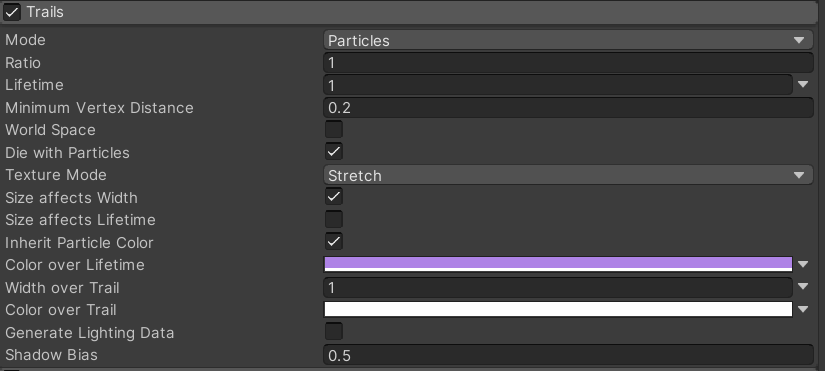 Trails
Mode Particles
Ratio 1
Lifetime 1
Minimum Vertex Distance 0.2
World Space
Die with Particles
Texture Mode Stretch
Size affects Width
Size affects Lifetime
Inherit Particle Color
Color over Lifetime
Width over Trail 1
Color over Trail
Generate Lighting Data
Shadow Bias 0.5